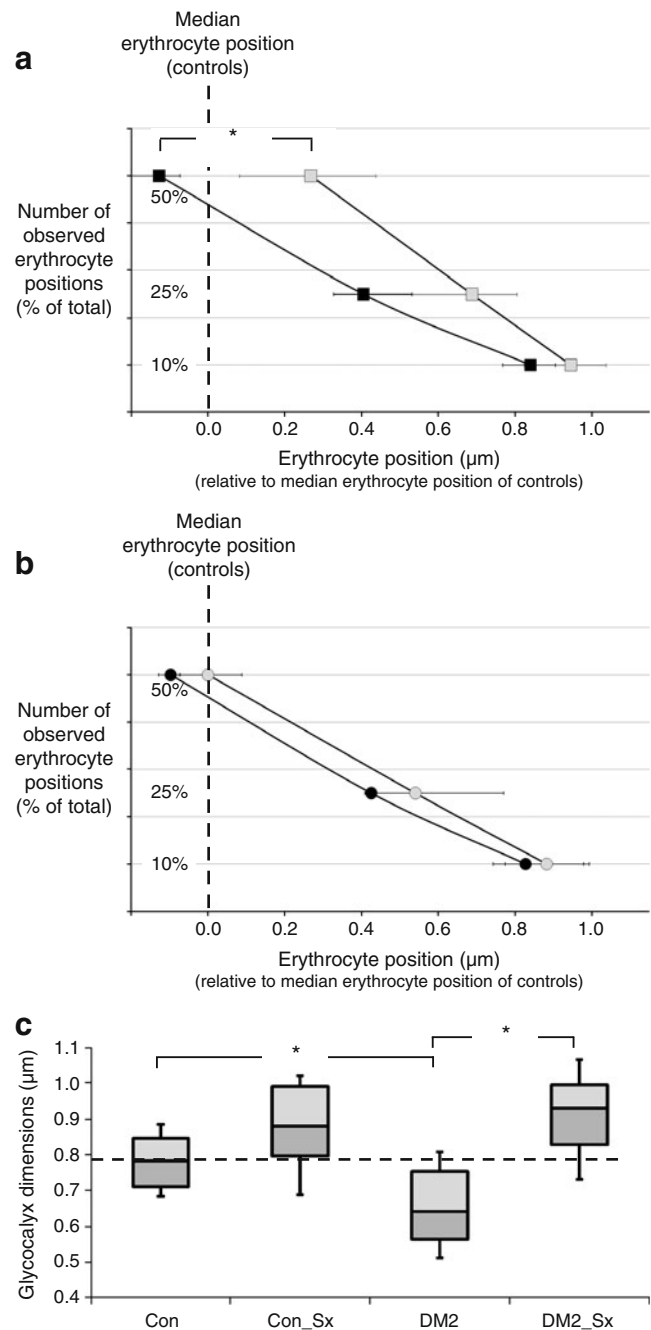 Median
erythrocyte position
(controls)
a
*
50%
Number of
observed
erythrocyte
positions
(% of total)
25%
10%
0.0 0.2 0.4 0.6 0.8 1.0
Erythrocyte position (µm)
(relative to median erythrocyte position of controls)
Median
erythrocyte position
(controls)
b
50%
Number of
observed
erythrocyte
positions
(% of total)
25%
10%
0.0 0.2 0.4 0.6 0.8 1.0
Erythrocyte position (µm)
(relative to median erythrocyte position of controls)
c
Glycocalyx dimensions (µm)
1.1
1.0
0.9
0.8
0.7
0.6
0.5
0.4
* *
Con Con_Sx DM2 DM2_Sx